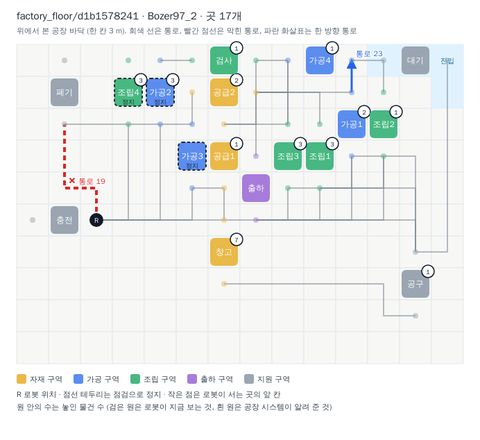 factory_floor/d1b1578241 · Bozer97_2 · 곳 17개
위에서 본 공장 바닥 (한 칸 3 m). 회색 선은 통로, 빨간 점선은 막힌 통로, 파란 화살표는 한 방향 통로
통로 23
검사 1
가공4 1
대기
전립
폐기
조립4 3
정지
가공2 3
정지
공급2 2
가공1 2
조립2 1
가공3 3
정지
공급1 1
조립3 3
조립1 3
✖ 통로 19
출하
충전
R
창고 7
공구 1
자재 구역
가공 구역
조립 구역
출하 구역
지원 구역
R 로봇 위치 · 점선 테두리는 점검으로 정지 · 작은 점은 로봇이 서는 곳의 앞 칸
원 안의 수는 놓인 물건 수 (검은 원은 로봇이 지금 보는 것, 흰 원은 공장 시스템이 알려 준 것)